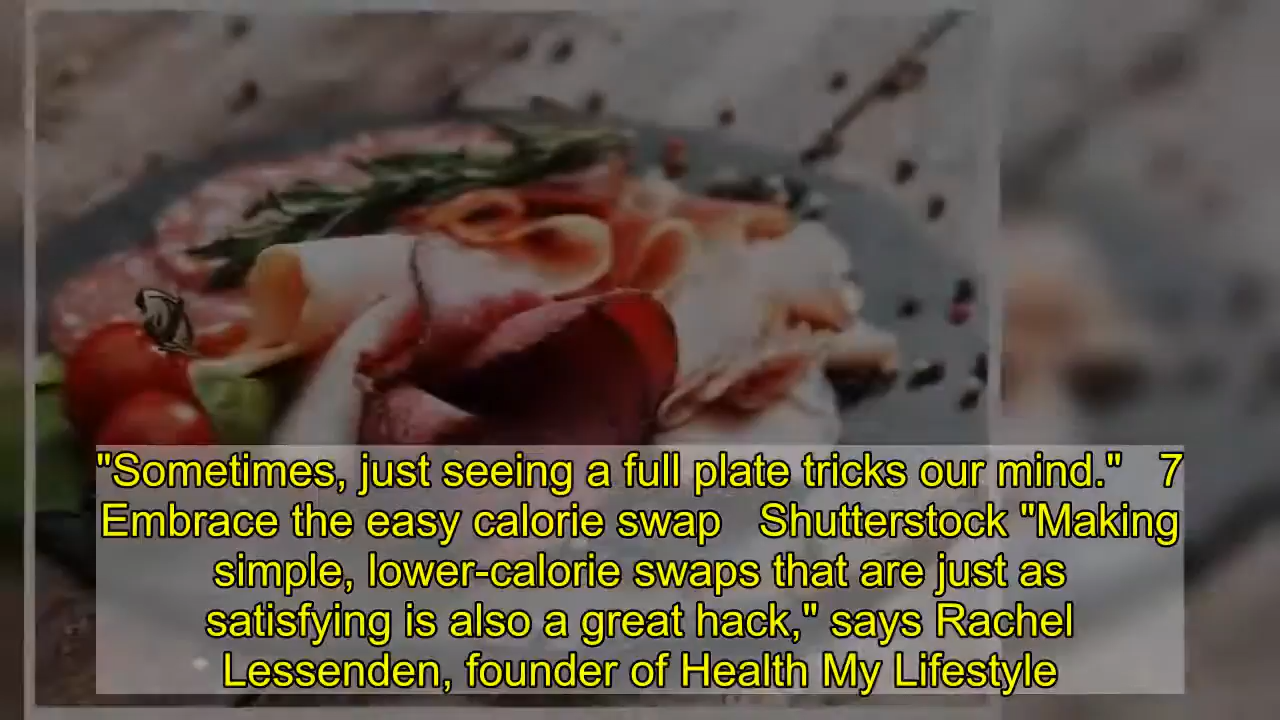 "Sometimes, just seeing a full plate tricks our mind."   7
Embrace the easy calorie swap   Shutterstock "Making
simple, lower-calorie swaps that are just as
satisfying is also a great hack," says Rachel
Lessenden, founder of Health My Lifestyle